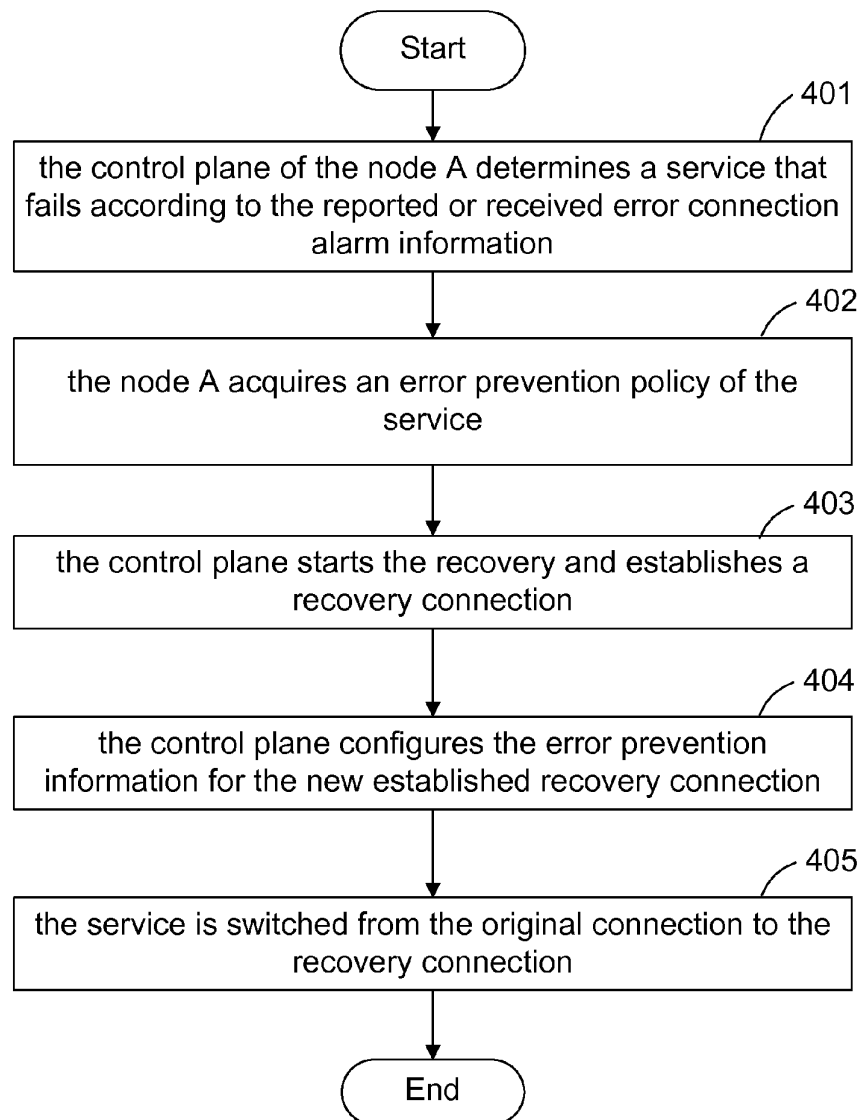 Start
401
the control plane of the node A determines a service that
fails according to the reported or received error connection
alarm information
402
the node A acquires an error prevention policy of the
service
403
the control plane starts the recovery and establishes a
recovery connection
404
the control plane configures the error prevention
information for the new established recovery connection
405
the service is switched from the original connection to the
recovery connection
End